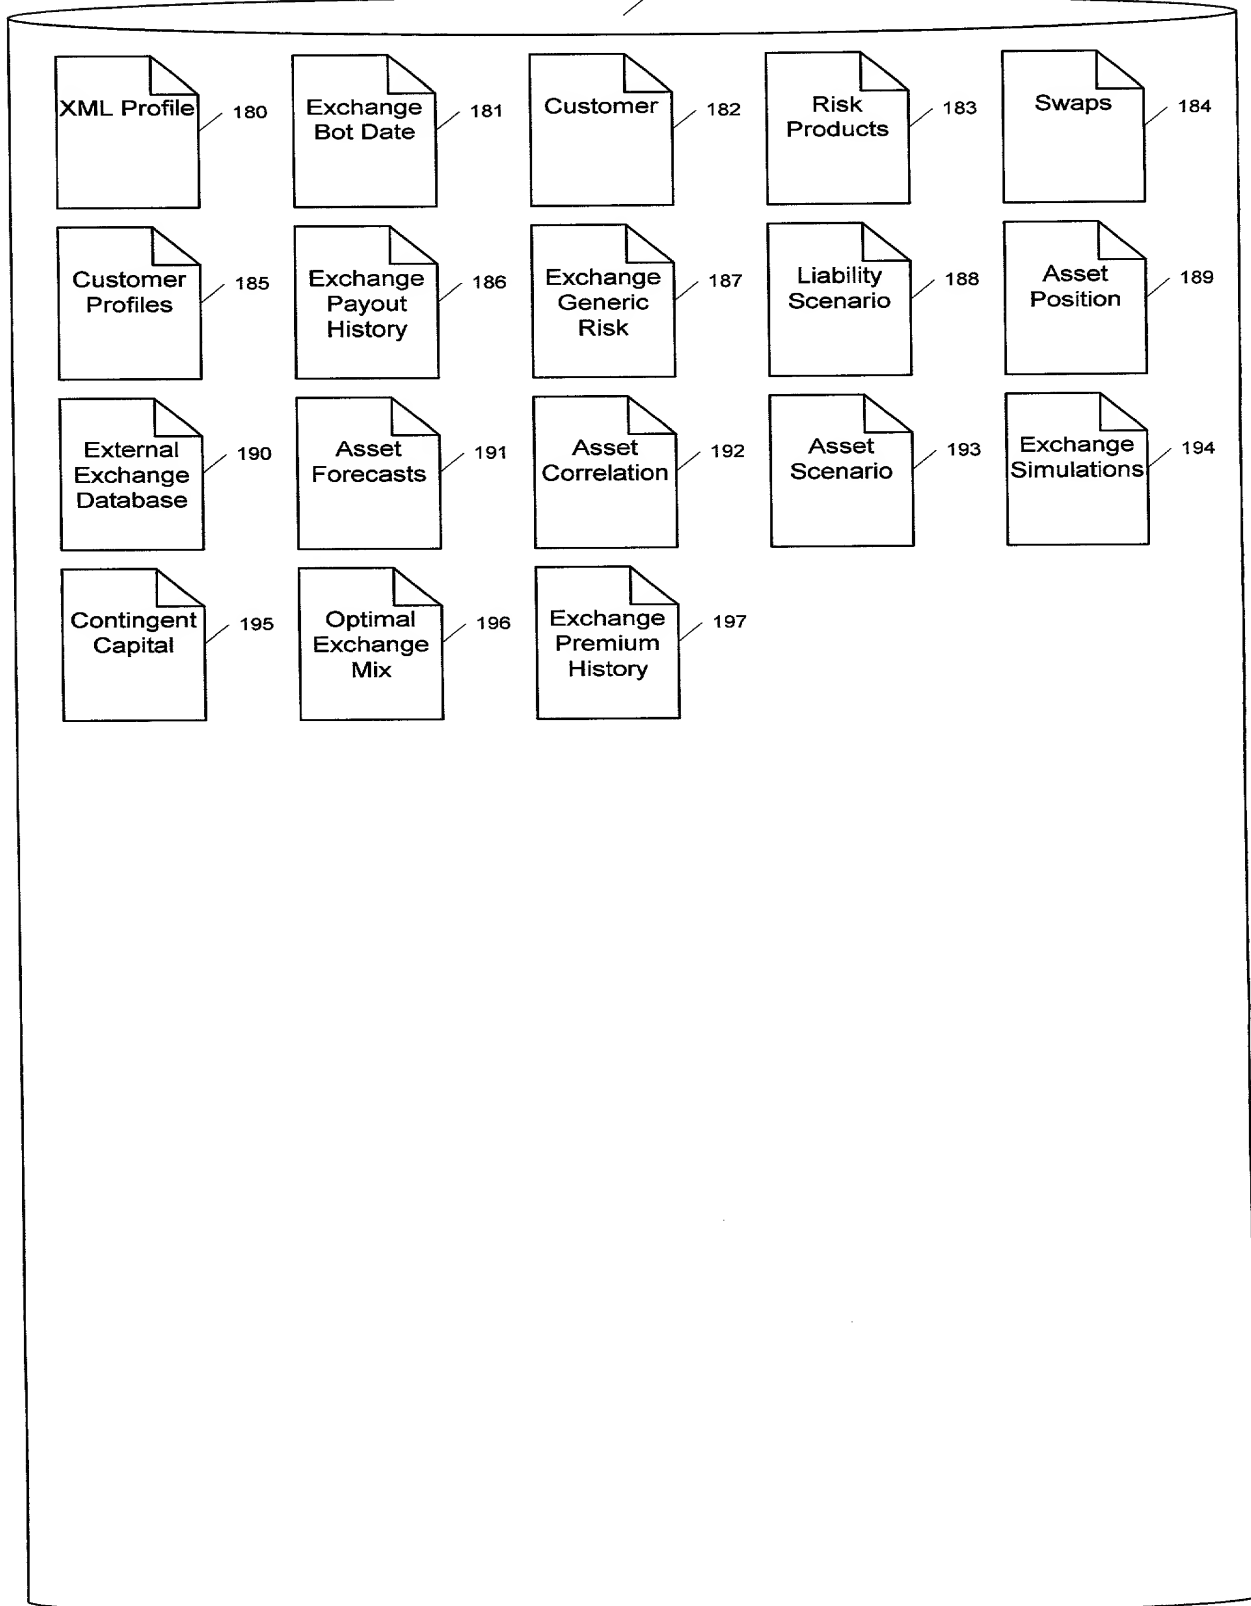 XML Profile
180
Exchange
Bot Date
181
Customer
182
Risk
Products
183
Swaps
184
Customer
Profiles
185
Exchange
Payout
History
186
Exchange
Generic
Risk
187
Liability
Scenario
188
Asset
Position
189
External
Exchange
Database
190
Asset
Forecasts
191
Asset
Correlation
192
Asset
Scenario
193
Exchange
Simulations
194
Contingent
Capital
195
Optimal
Exchange
Mix
196
Exchange
Premium
History
197